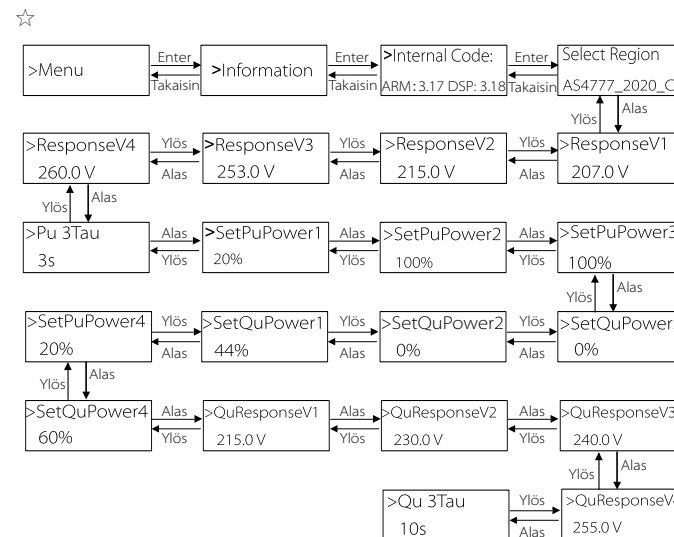 ☆
>Menu
Enter
Takaisin
>Information
Enter
Takaisin
>Internal Code:
ARM: 3.17 DSP: 3.18
Enter
Takaisin
Select Region
AS4777_2020_
Ylös
Alas
>ResponseV4
260.0 V
Ylös
Alas
>ResponseV3
253.0 V
Ylös
Alas
>ResponseV2
215.0 V
Ylös
Alas
>ResponseV1
207.0 V
Ylös
Alas
>Pu 3Tau
3s
Alas
Ylös
>SetPuPower1
20%
Alas
Ylös
>SetPuPower2
100%
Alas
Ylös
>SetPuPower3
100%
Ylös
Alas
>SetPuPower4
20%
Ylös
Alas
>SetQuPower1
44%
Ylös
Alas
>SetQuPower2
0%
Ylös
Alas
>SetQuPower
0%
Ylös
Alas
>SetQuPower4
60%
Alas
Ylös
>QuResponseV1
215.0 V
Alas
Ylös
>QuResponseV2
230.0 V
Alas
Ylös
>QuResponseV3
240.0 V
Ylös
Alas
>Qu 3Tau
10s
Ylös
Alas
>QuResponseV4
255.0 V